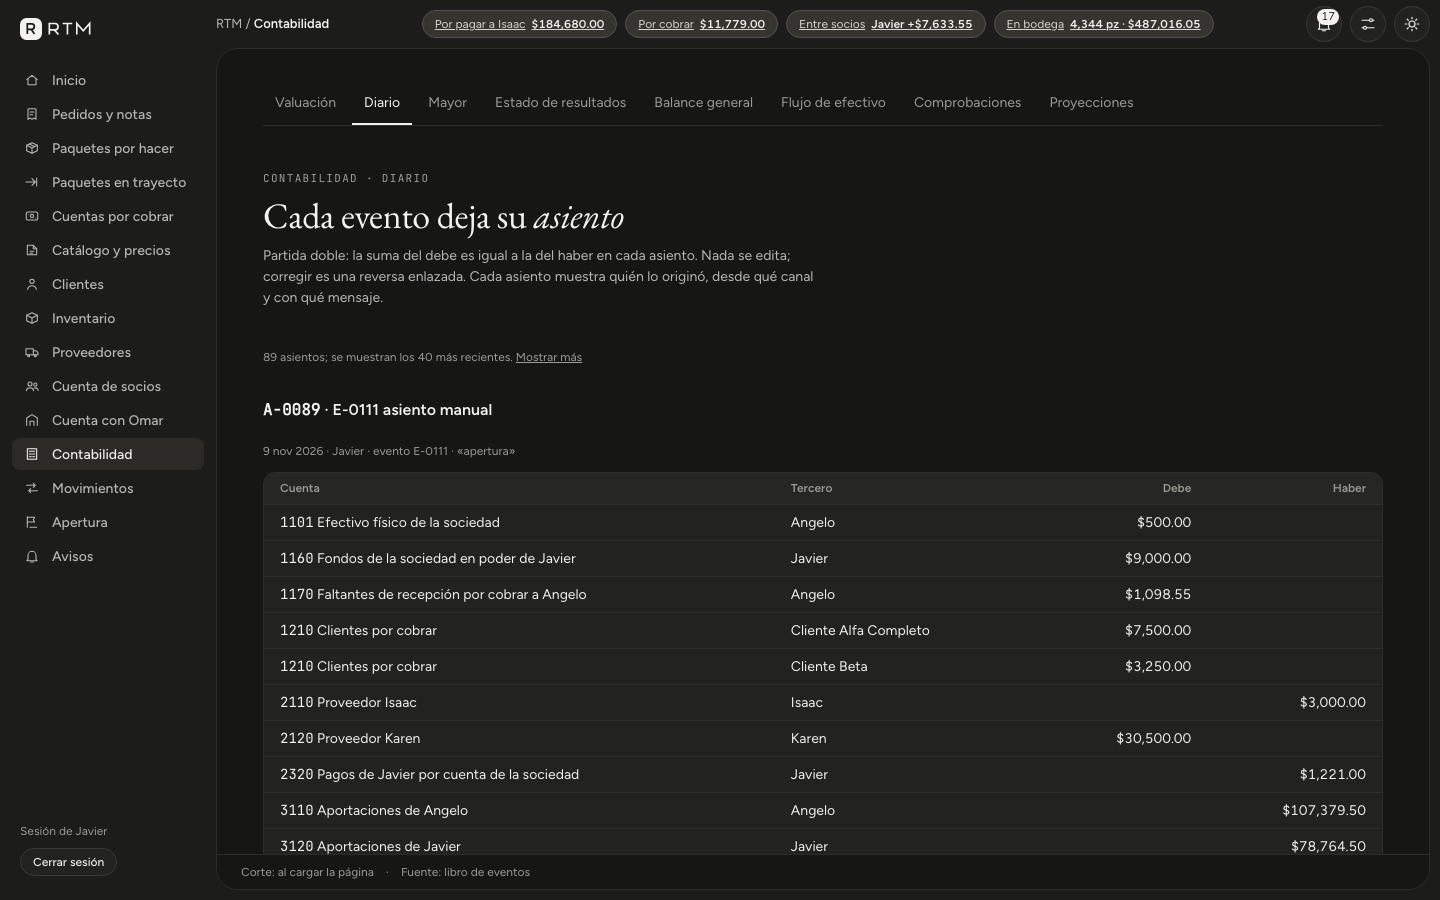 R RTM
RTM / Contabilidad
Por pagar a Isaac $184,680.00
Por cobrar $11,779.00
Entre socios Javier +$7,633.55
En bodega 4,344 pz · $487,016.05
17
Inicio
Pedidos y notas
Paquetes por hacer
Paquetes en trayecto
Cuentas por cobrar
Catálogo y precios
Clientes
Inventario
Proveedores
Cuenta de socios
Cuenta con Omar
Contabilidad
Movimientos
Apertura
Avisos
Sesión de Javier
Cerrar sesión
Valuación Diario Mayor Estado de resultados Balance general Flujo de efectivo Comprobaciones Proyecciones
CONTABILIDAD · DIARIO
Cada evento deja su asiento
Partida doble: la suma del debe es igual a la del haber en cada asiento. Nada se edita;
corregir es una reversa enlazada. Cada asiento muestra quién lo originó, desde qué canal
y con qué mensaje.
89 asientos; se muestran los 40 más recientes. Mostrar más
A-0089 · E-0111 asiento manual
9 nov 2026 · Javier · evento E-0111 · «apertura»
Cuenta Tercero Debe Haber
1101 Efectivo físico de la sociedad Angelo $500.00
1160 Fondos de la sociedad en poder de Javier Javier $9,000.00
1170 Faltantes de recepción por cobrar a Angelo Angelo $1,098.55
1210 Clientes por cobrar Cliente Alfa Completo $7,500.00
1210 Clientes por cobrar Cliente Beta $3,250.00
2110 Proveedor Isaac Isaac $3,000.00
2120 Proveedor Karen Karen $30,500.00
2320 Pagos de Javier por cuenta de la sociedad Javier $1,221.00
3110 Aportaciones de Angelo Angelo $107,379.50
3120 Aportaciones de Javier Javier $78,764.50
Corte: al cargar la página · Fuente: libro de eventos